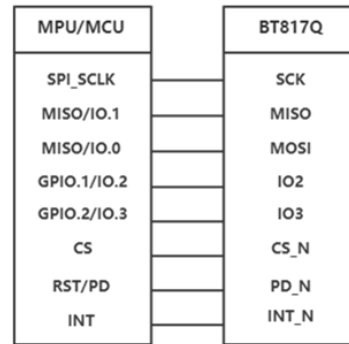 MPU/MCU BT817Q
SPI_SCLK SCK
MISO/IO.1 MISO
MISO/IO.0 MOSI
GPIO.1/IO.2 IO2
GPIO.2/IO.3 IO3
CS CS_N
RST/PD PD_N
INT INT_N